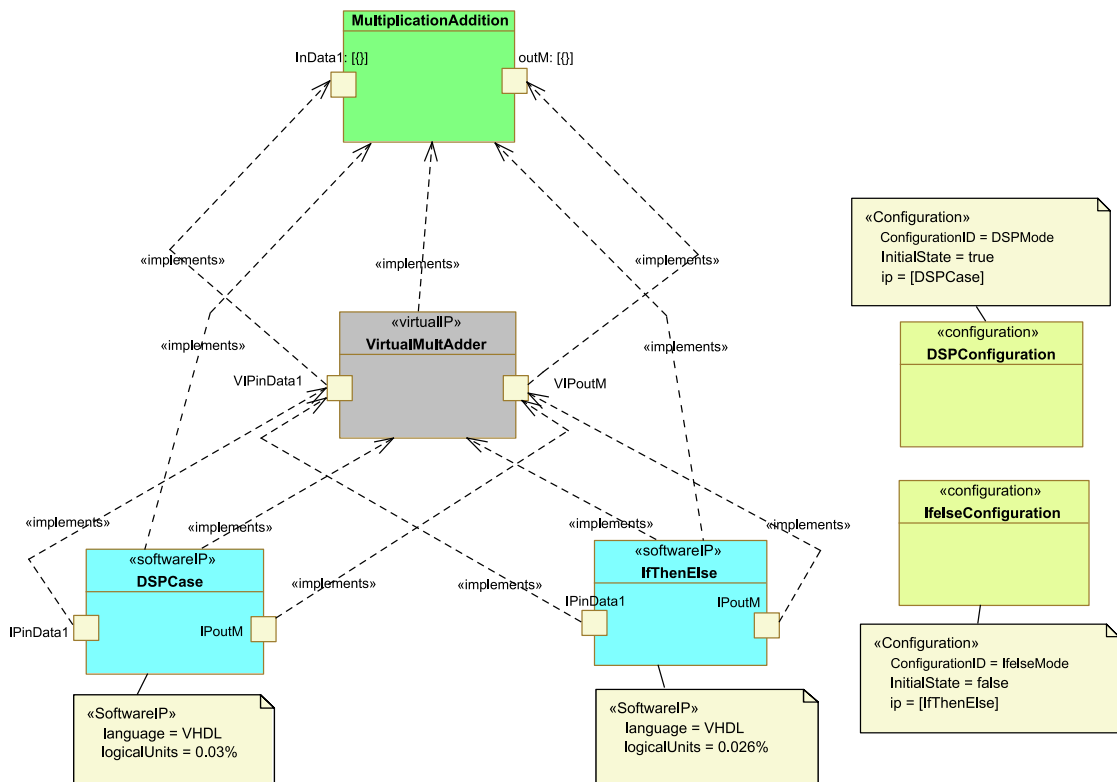 MultiplicationAddition
InData1: [{}]
outM: [{}]
«implements»
«implements»
«implements»
«implements»
«implements»
«virtualIP»
VirtualMultAdder
VIPinData1
VIPoutM
«implements»
«implements»
«implements»
«implements»
«implements»
«implements»
«softwareIP»
DSPCase
IPinData1
IPoutM
«softwareIP»
IfThenElse
IPinData1
IPoutM
«SoftwareIP»
language = VHDL
logicalUnits = 0.03%
«SoftwareIP»
language = VHDL
logicalUnits = 0.026%
«Configuration»
ConfigurationID = DSPMode
InitialState = true
ip = [DSPCase]
«configuration»
DSPConfiguration
«configuration»
IfelseConfiguration
«Configuration»
ConfigurationID = IfelseMode
InitialState = false
ip = [IfThenElse]